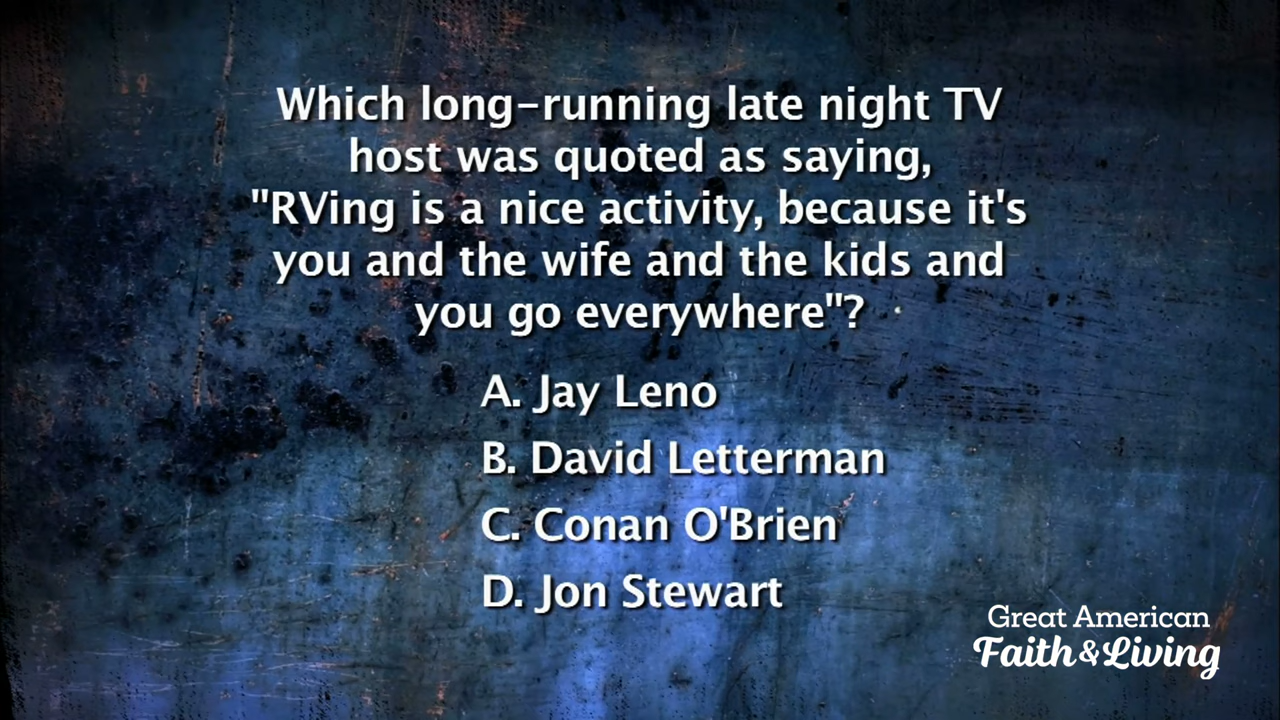 Which long-running late night TV
host was quoted as saying,
"RVing is a nice activity, because it's
you and the wife and the kids and
you go everywhere"?
A. Jay Leno
B. David Letterman
C. Conan O'Brien
D. Jon Stewart
Great American
Faith & Living